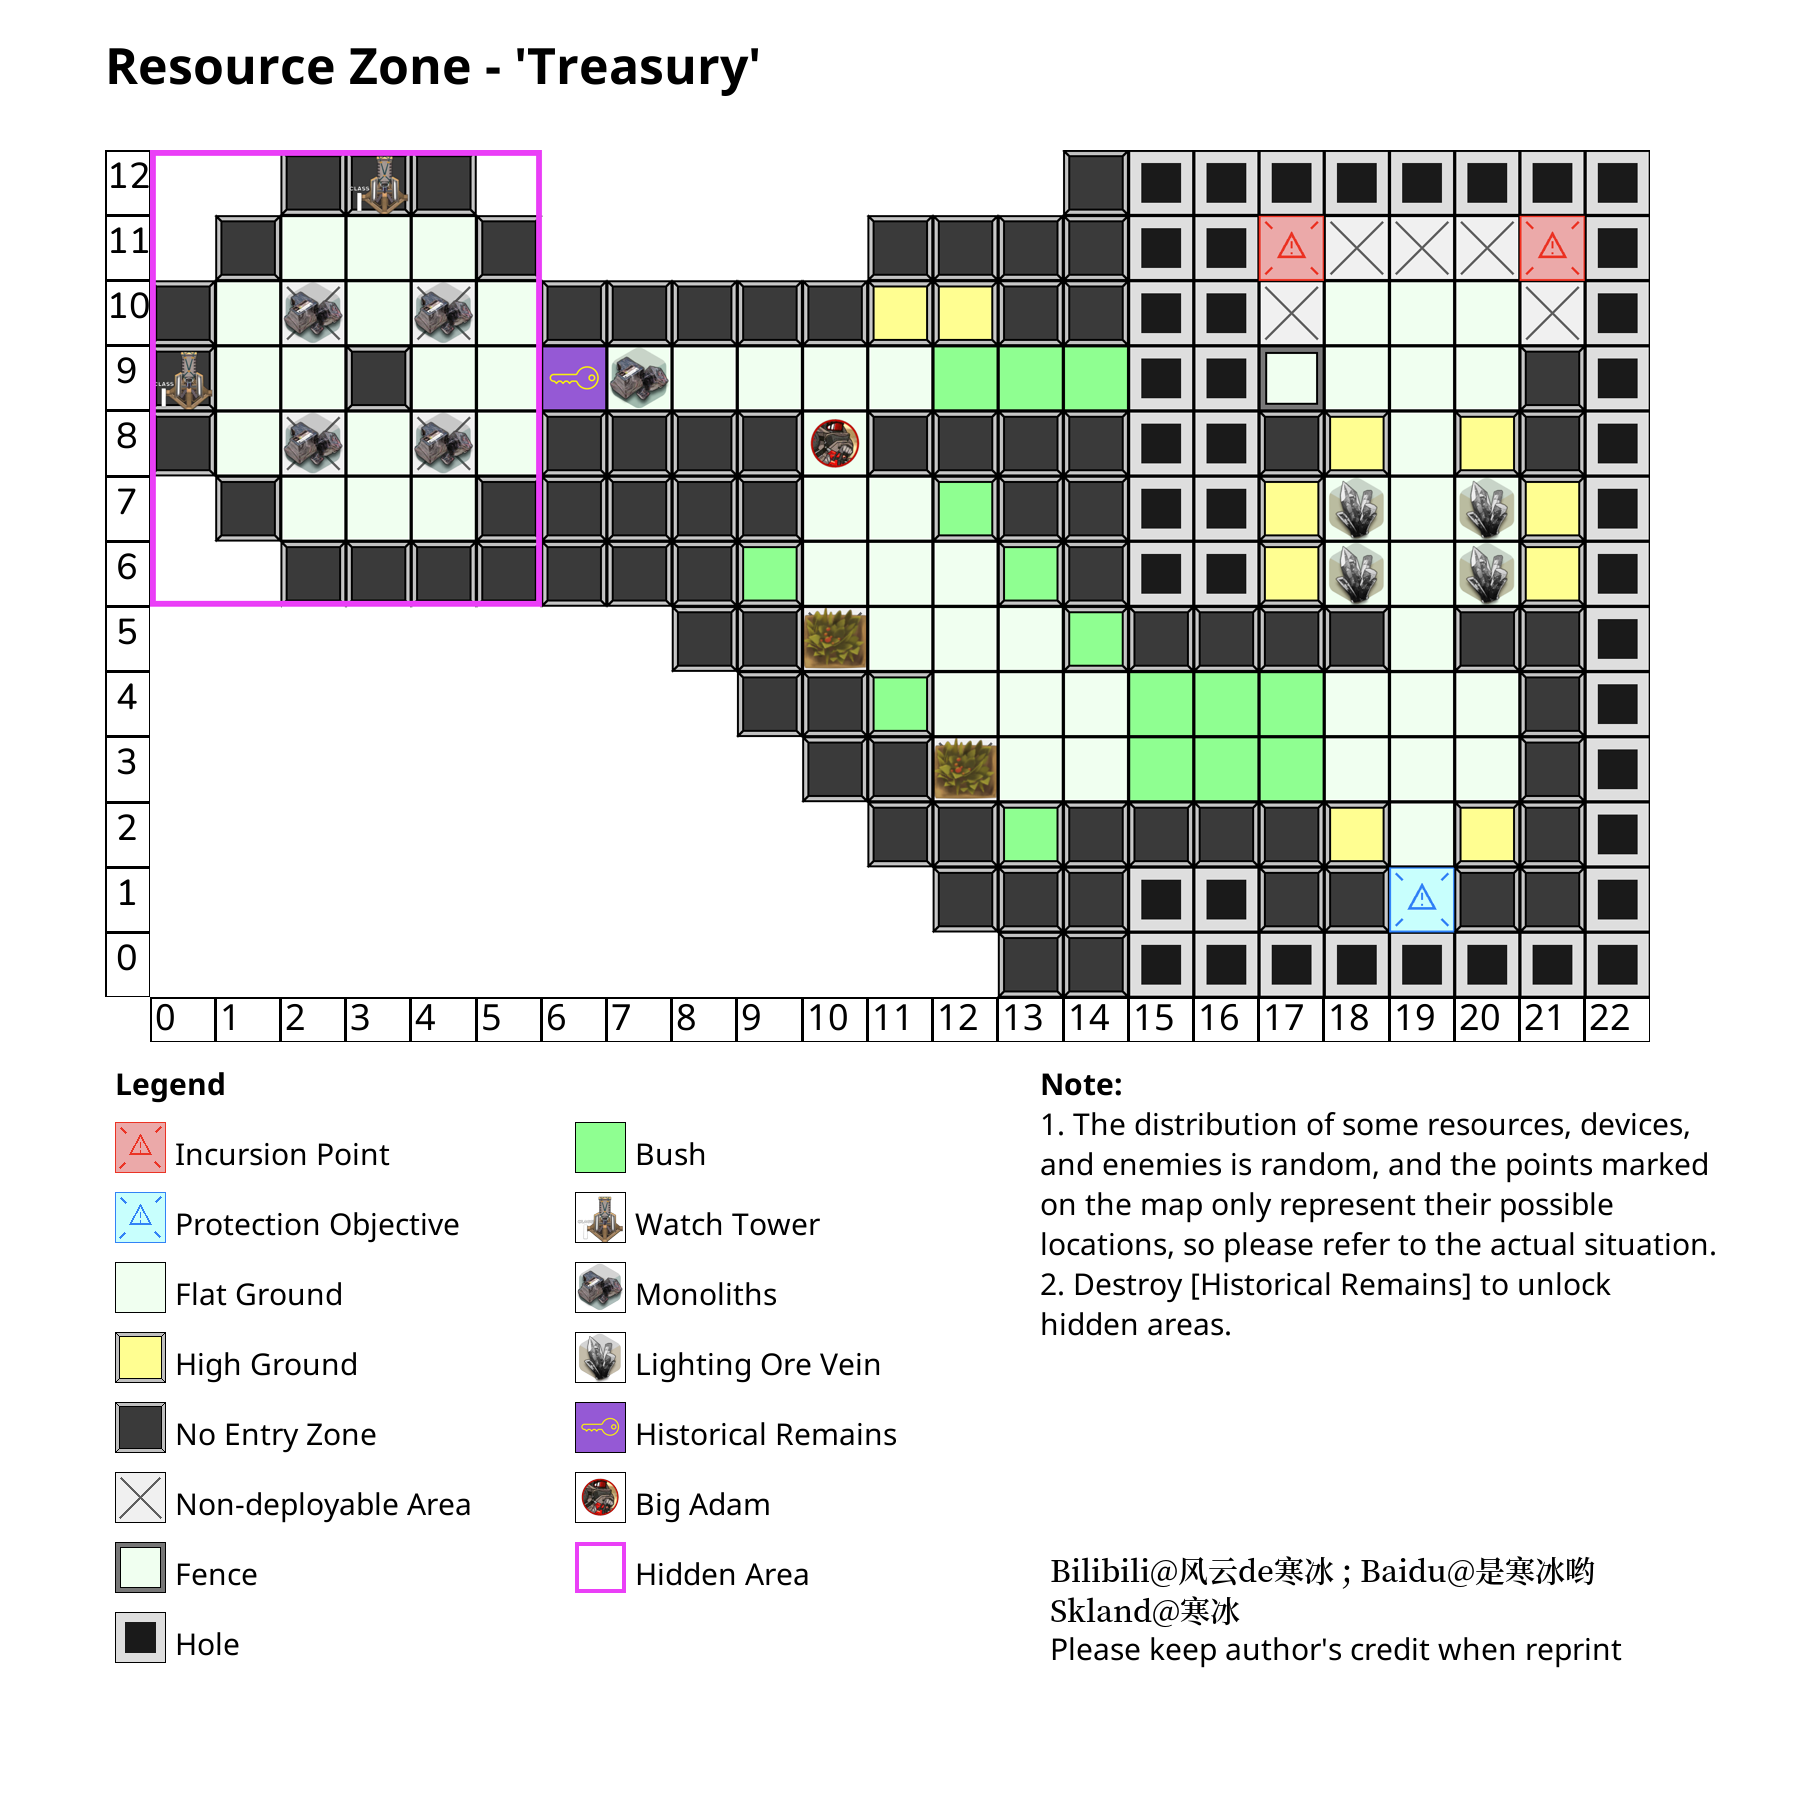 Resource Zone - 'Treasury'
12
CLASS
I
11
10
9
CLASS
I
8
7
6
5
4
3
2
1
0
0 1 2 3 4 5 6 7 8 9 10 11 12 13 14 15 16 17 18 19 20 21 22
Legend
Incursion Point
Protection Objective
Flat Ground
High Ground
No Entry Zone
Non-deployable Area
Fence
Hole
Bush
Watch Tower
Monoliths
Lighting Ore Vein
Historical Remains
Big Adam
Hidden Area
Note:
1. The distribution of some resources, devices,
and enemies is random, and the points marked
on the map only represent their possible
locations, so please refer to the actual situation.
2. Destroy [Historical Remains] to unlock
hidden areas.
Bilibili@风云de寒冰 ; Baidu@是寒冰哟
Skland@寒冰
Please keep author's credit when reprint